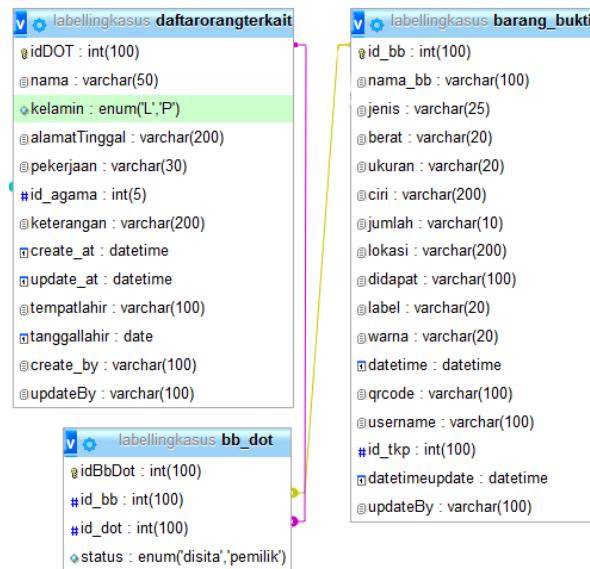 labellingkasus daftarorangterkait
idDOT : int(100)
nama : varchar(50)
kelamin : enum('L','P')
alamatTinggal : varchar(200)
pekerjaan : varchar(30)
#id_agama : int(5)
keterangan : varchar(200)
create_at : datetime
update_at : datetime
tempatlahir : varchar(100)
tanggallahir : date
create_by : varchar(100)
updateBy : varchar(100)
labellingkasus barang_bukti
id_bb : int(100)
nama_bb : varchar(100)
jenis : varchar(25)
berat : varchar(20)
ukuran : varchar(20)
ciri : varchar(200)
jumlah : varchar(10)
lokasi : varchar(200)
didapat : varchar(100)
label : varchar(20)
warna : varchar(20)
datetime : datetime
qrcode : varchar(100)
username : varchar(100)
#id_tkp : int(100)
datetimeupdate : datetime
updateBy : varchar(100)
labellingkasus bb_dot
idBbDot : int(100)
#id_bb : int(100)
#id_dot : int(100)
status : enum('disita','pemilik')